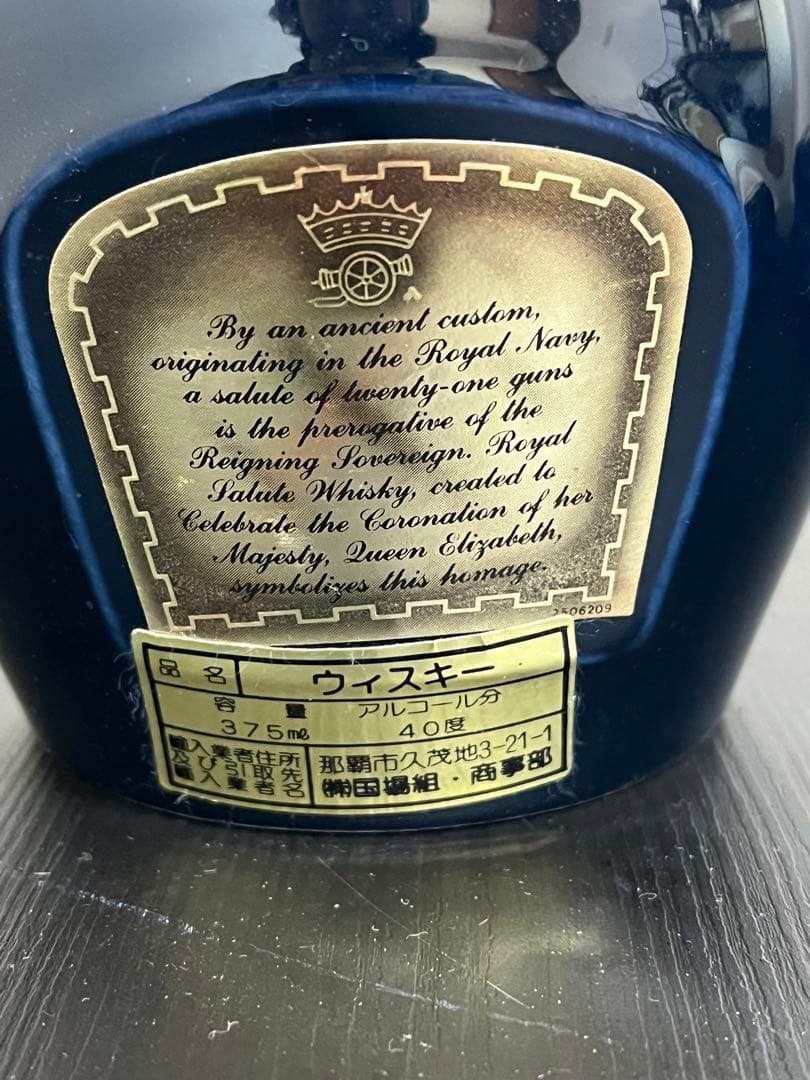 By an ancient custom,
originating in the Royal Navy,
a salute of twenty-one guns
is the prerogative of the
Reigning Sovereign. Royal
Salute Whisky, created to
Celebrate the Coronation of her
Majesty, Queen Elizabeth,
symbolizes this homage.
2506209
品名 ウィスキー
容量 アルコール分
375㎖ 40度
輸入業者住所 那覇市久茂地3-21-1
及び引取先
輸入業者名 ㈱国場組・商事部